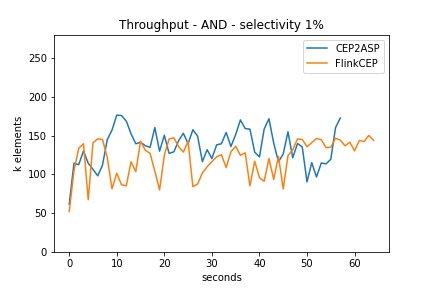 Throughput - AND - selectivity 1%
CEP2ASP
FlinkCEP
250
200
150
100
50
0
k elements
0 10 20 30 40 50 60
seconds